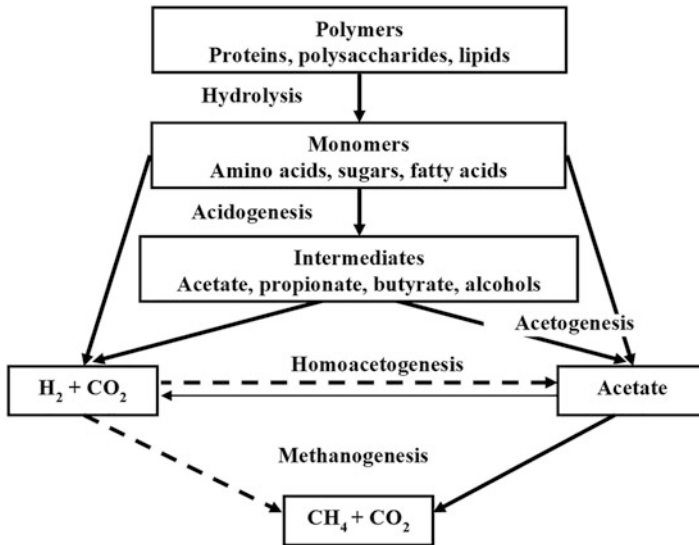 Polymers
Proteins, polysaccharides, lipids
Hydrolysis
Monomers
Amino acids, sugars, fatty acids
Acidogenesis
Intermediates
Acetate, propionate, butyrate, alcohols
Acetogenesis
Homoacetogenesis
H₂ + CO₂
Acetate
Methanogenesis
CH₄ + CO₂